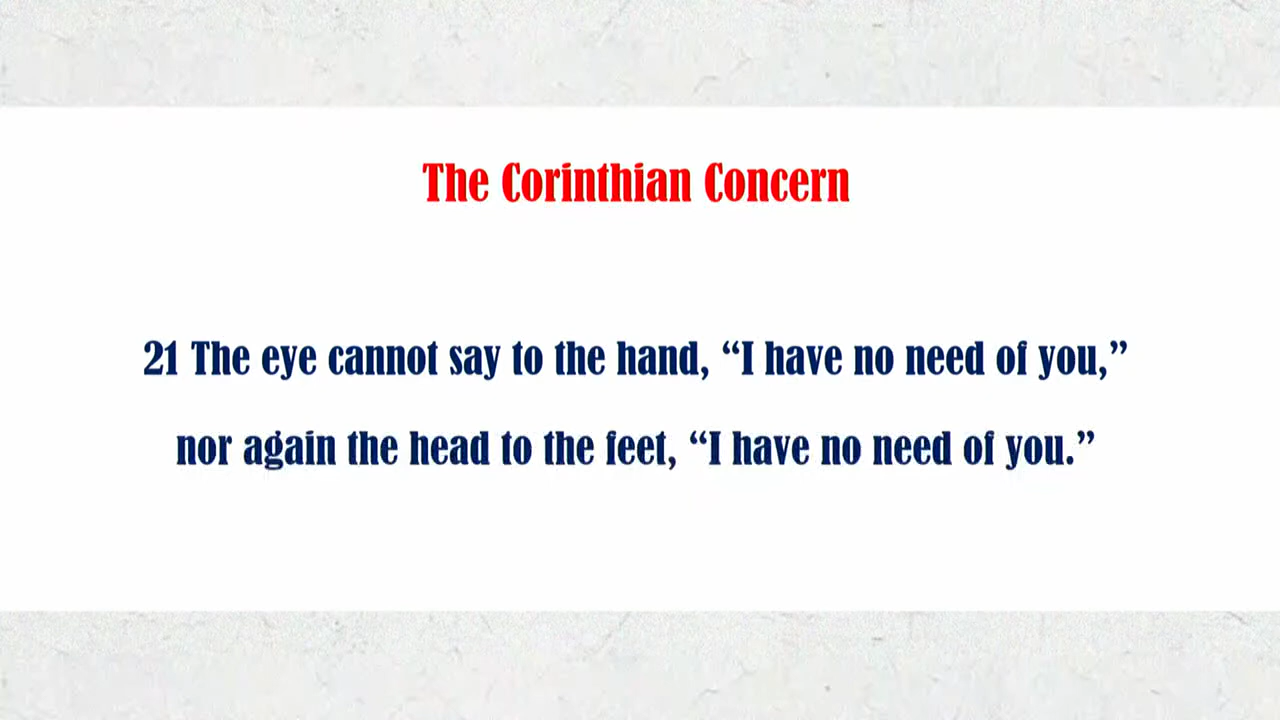 The Corinthian Concern
21 The eye cannot say to the hand, “I have no need of you,”
nor again the head to the feet, “I have no need of you.”